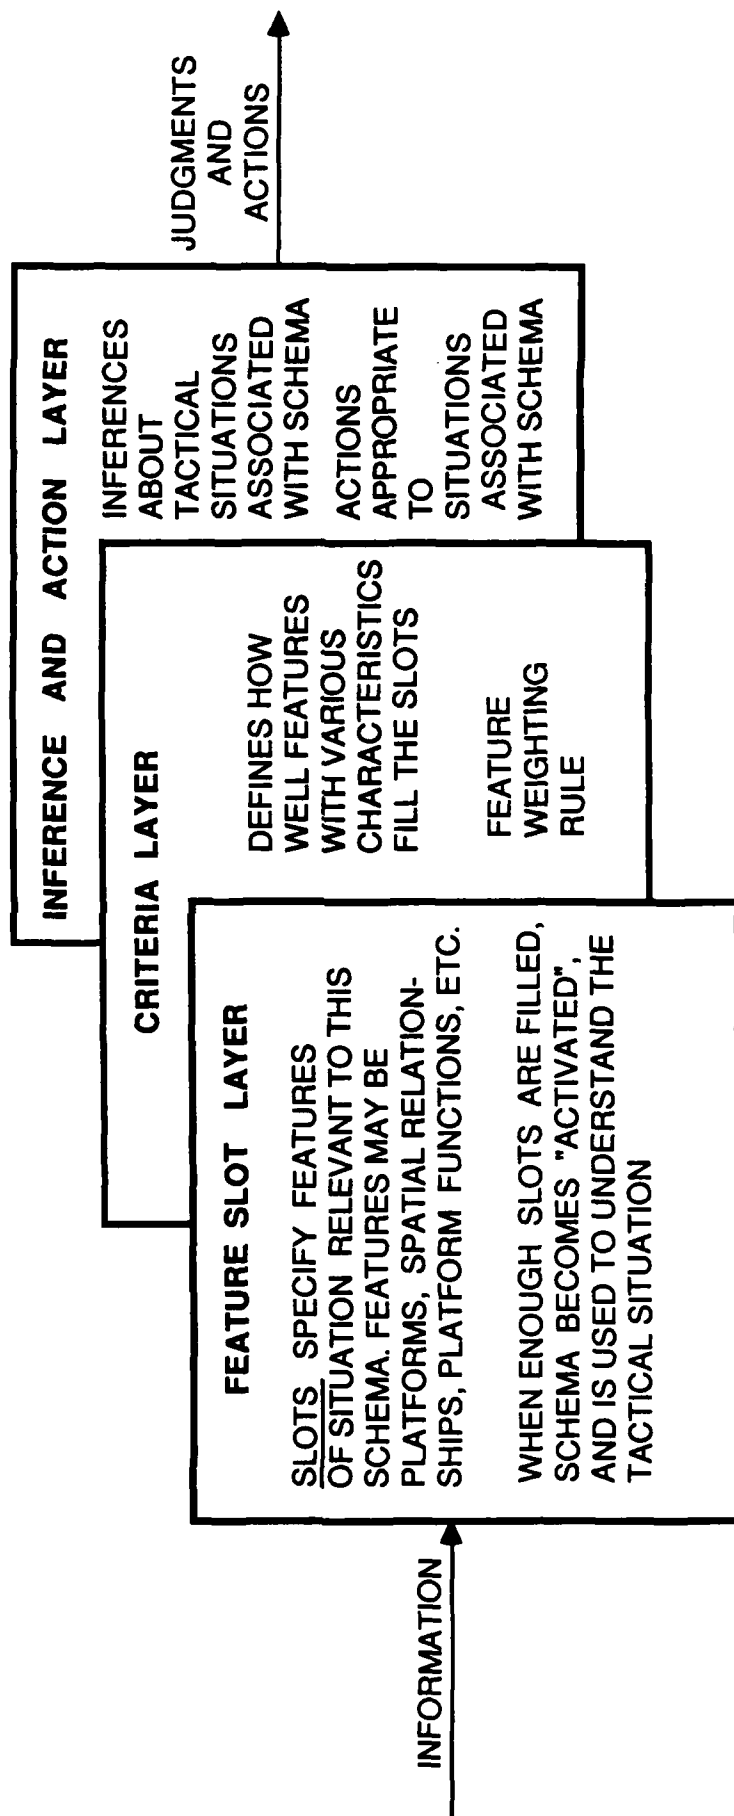 INFORMATION
FEATURE SLOT LAYER
SLOTS SPECIFY FEATURES
OF SITUATION RELEVANT TO THIS
SCHEMA. FEATURES MAY BE
PLATFORMS, SPATIAL RELATION-
SHIPS, PLATFORM FUNCTIONS, ETC.
WHEN ENOUGH SLOTS ARE FILLED,
SCHEMA BECOMES "ACTIVATED",
AND IS USED TO UNDERSTAND THE
TACTICAL SITUATION
CRITERIA LAYER
DEFINES HOW
WELL FEATURES
WITH VARIOUS
CHARACTERISTICS
FILL THE SLOTS
FEATURE
WEIGHTING
RULE
INFERENCE AND ACTION LAYER
INFERENCES
ABOUT
TACTICAL
SITUATIONS
ASSOCIATED
WITH SCHEMA
ACTIONS
APPROPRIATE
TO
SITUATIONS
ASSOCIATED
WITH SCHEMA
JUDGMENTS
AND
ACTIONS